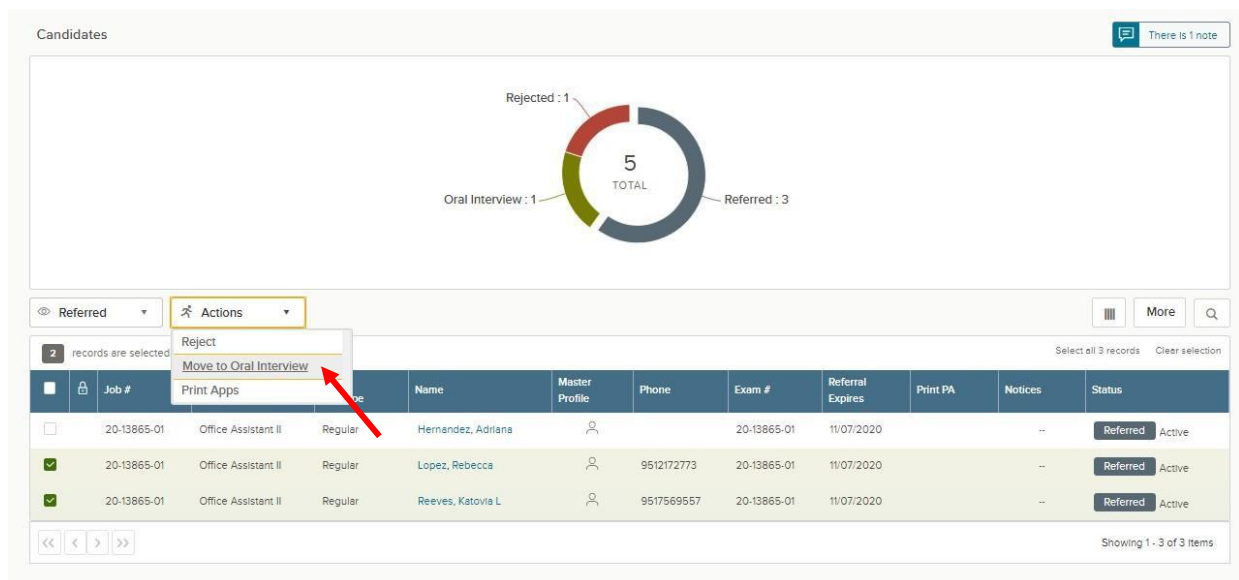 Candidates
There is 1 note
Rejected : 1
5
TOTAL
Oral Interview : 1
Referred : 3
Referred
Actions
More
Reject
Move to Oral Interview
Print Apps
2 records are selected
Select all 3 records Clear selection
Job # Name Master Profile Phone Exam # Referral Expires Print PA Notices Status
20-13865-01 Office Assistant II Regular Hernandez, Adriana 20-13865-01 11/07/2020 -- Referred Active
20-13865-01 Office Assistant II Regular Lopez, Rebecca 9512172773 20-13865-01 11/07/2020 -- Referred Active
20-13865-01 Office Assistant II Regular Reeves, Katovia L 9517569557 20-13865-01 11/07/2020 -- Referred Active
<< < > >>
Showing 1 - 3 of 3 items